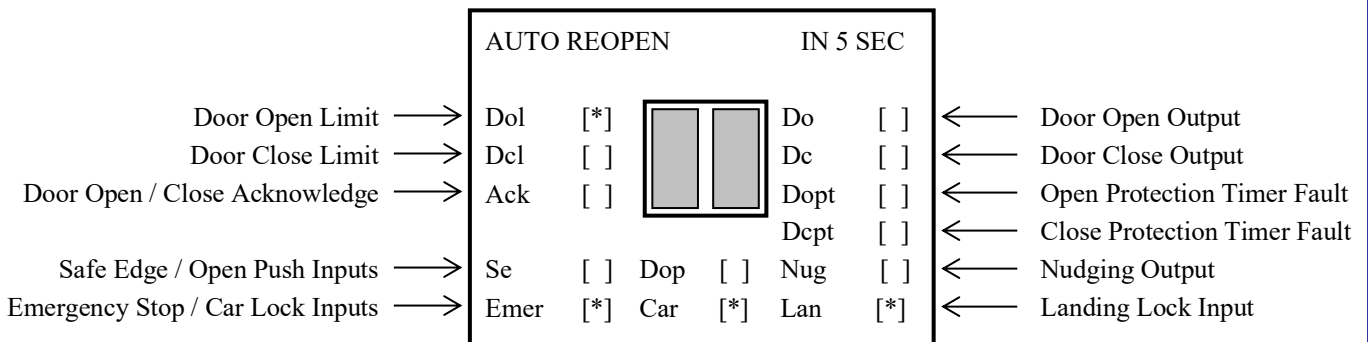 AUTO REOPEN IN 5 SEC
Door Open Limit Dol [*] Do [ ] Door Open Output
Door Close Limit Dcl [ ] Dc [ ] Door Close Output
Door Open / Close Acknowledge Ack [ ] Dopt [ ] Open Protection Timer Fault
Dcpt [ ] Close Protection Timer Fault
Safe Edge / Open Push Inputs Se [ ] Dop [ ] Nug [ ] Nudging Output
Emergency Stop / Car Lock Inputs Emer [*] Car [*] Lan [*] Landing Lock Input